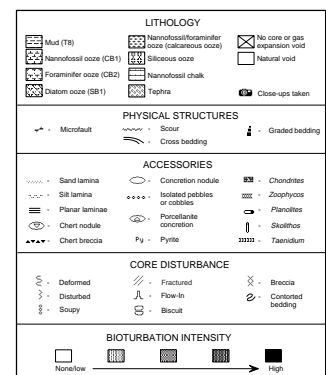 LITHOLOGY
Mud (T8)
Nannofossil ooze (CB1)
Foraminifer ooze (CB2)
Diatom ooze (SB1)
Nannofossil/foraminifer
ooze (calcareous ooze)
Siliceous ooze
Nannofossil chalk
Tephra
No core or gas
expansion void
Natural void
Close-ups taken
PHYSICAL STRUCTURES
- Microfault
- Scour
- Cross bedding
- Graded bedding
ACCESSORIES
- Sand lamina
- Silt lamina
- Planar laminae
- Chert nodule
- Chert breccia
- Concretion nodule
- Isolated pebbles
or cobbles
- Porcellanite
concretion
Py - Pyrite
- Chondrites
- Zoophycos
- Planolites
- Skolithos
- Taenidium
CORE DISTURBANCE
- Deformed
- Disturbed
- Soupy
- Fractured
- Flow-In
- Biscuit
- Breccia
- Contorted
bedding
BIOTURBATION INTENSITY
None/low
High